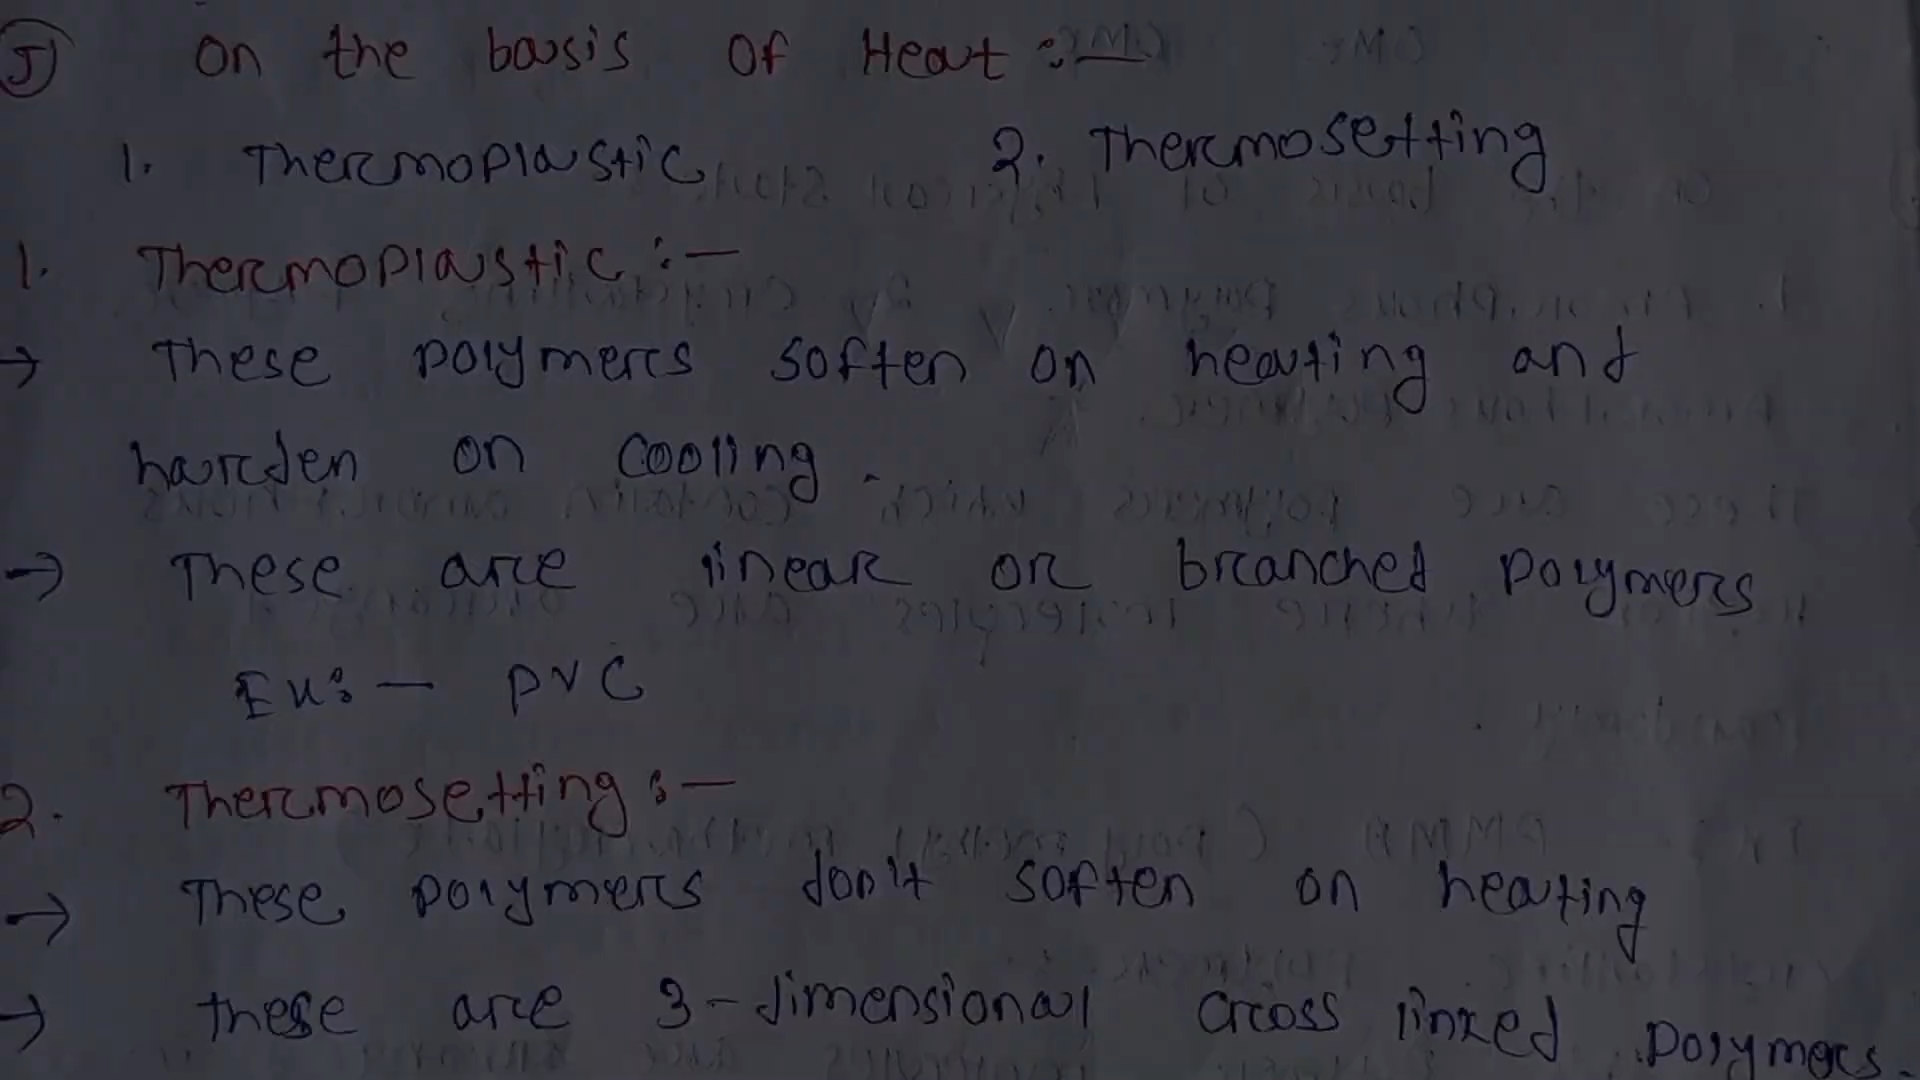 J) On the basis of Heat :-
1. Thermoplastic 2. Thermosetting
1. Thermoplastic :-
→ These polymers soften on heating and
harden on cooling.
→ These are linear or branched polymers
Ex:- PVC
2. Thermosetting :-
→ These polymers don't soften on heating
→ these are 3-dimensional cross linked polymers.